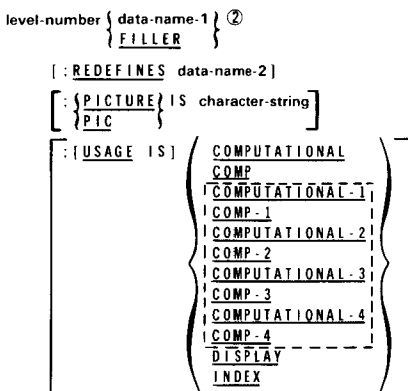 level-number { data-name-1 } ②
FILLER
[ ; REDEFINES data-name-2 ]
[ ; { PICTURE } IS character-string ]
PIC
[ ; [ USAGE IS ] { COMPUTATIONAL
COMP
COMPUTATIONAL-1
COMP-1
COMPUTATIONAL-2
COMP-2
COMPUTATIONAL-3
COMP-3
COMPUTATIONAL-4
COMP-4
DISPLAY
INDEX